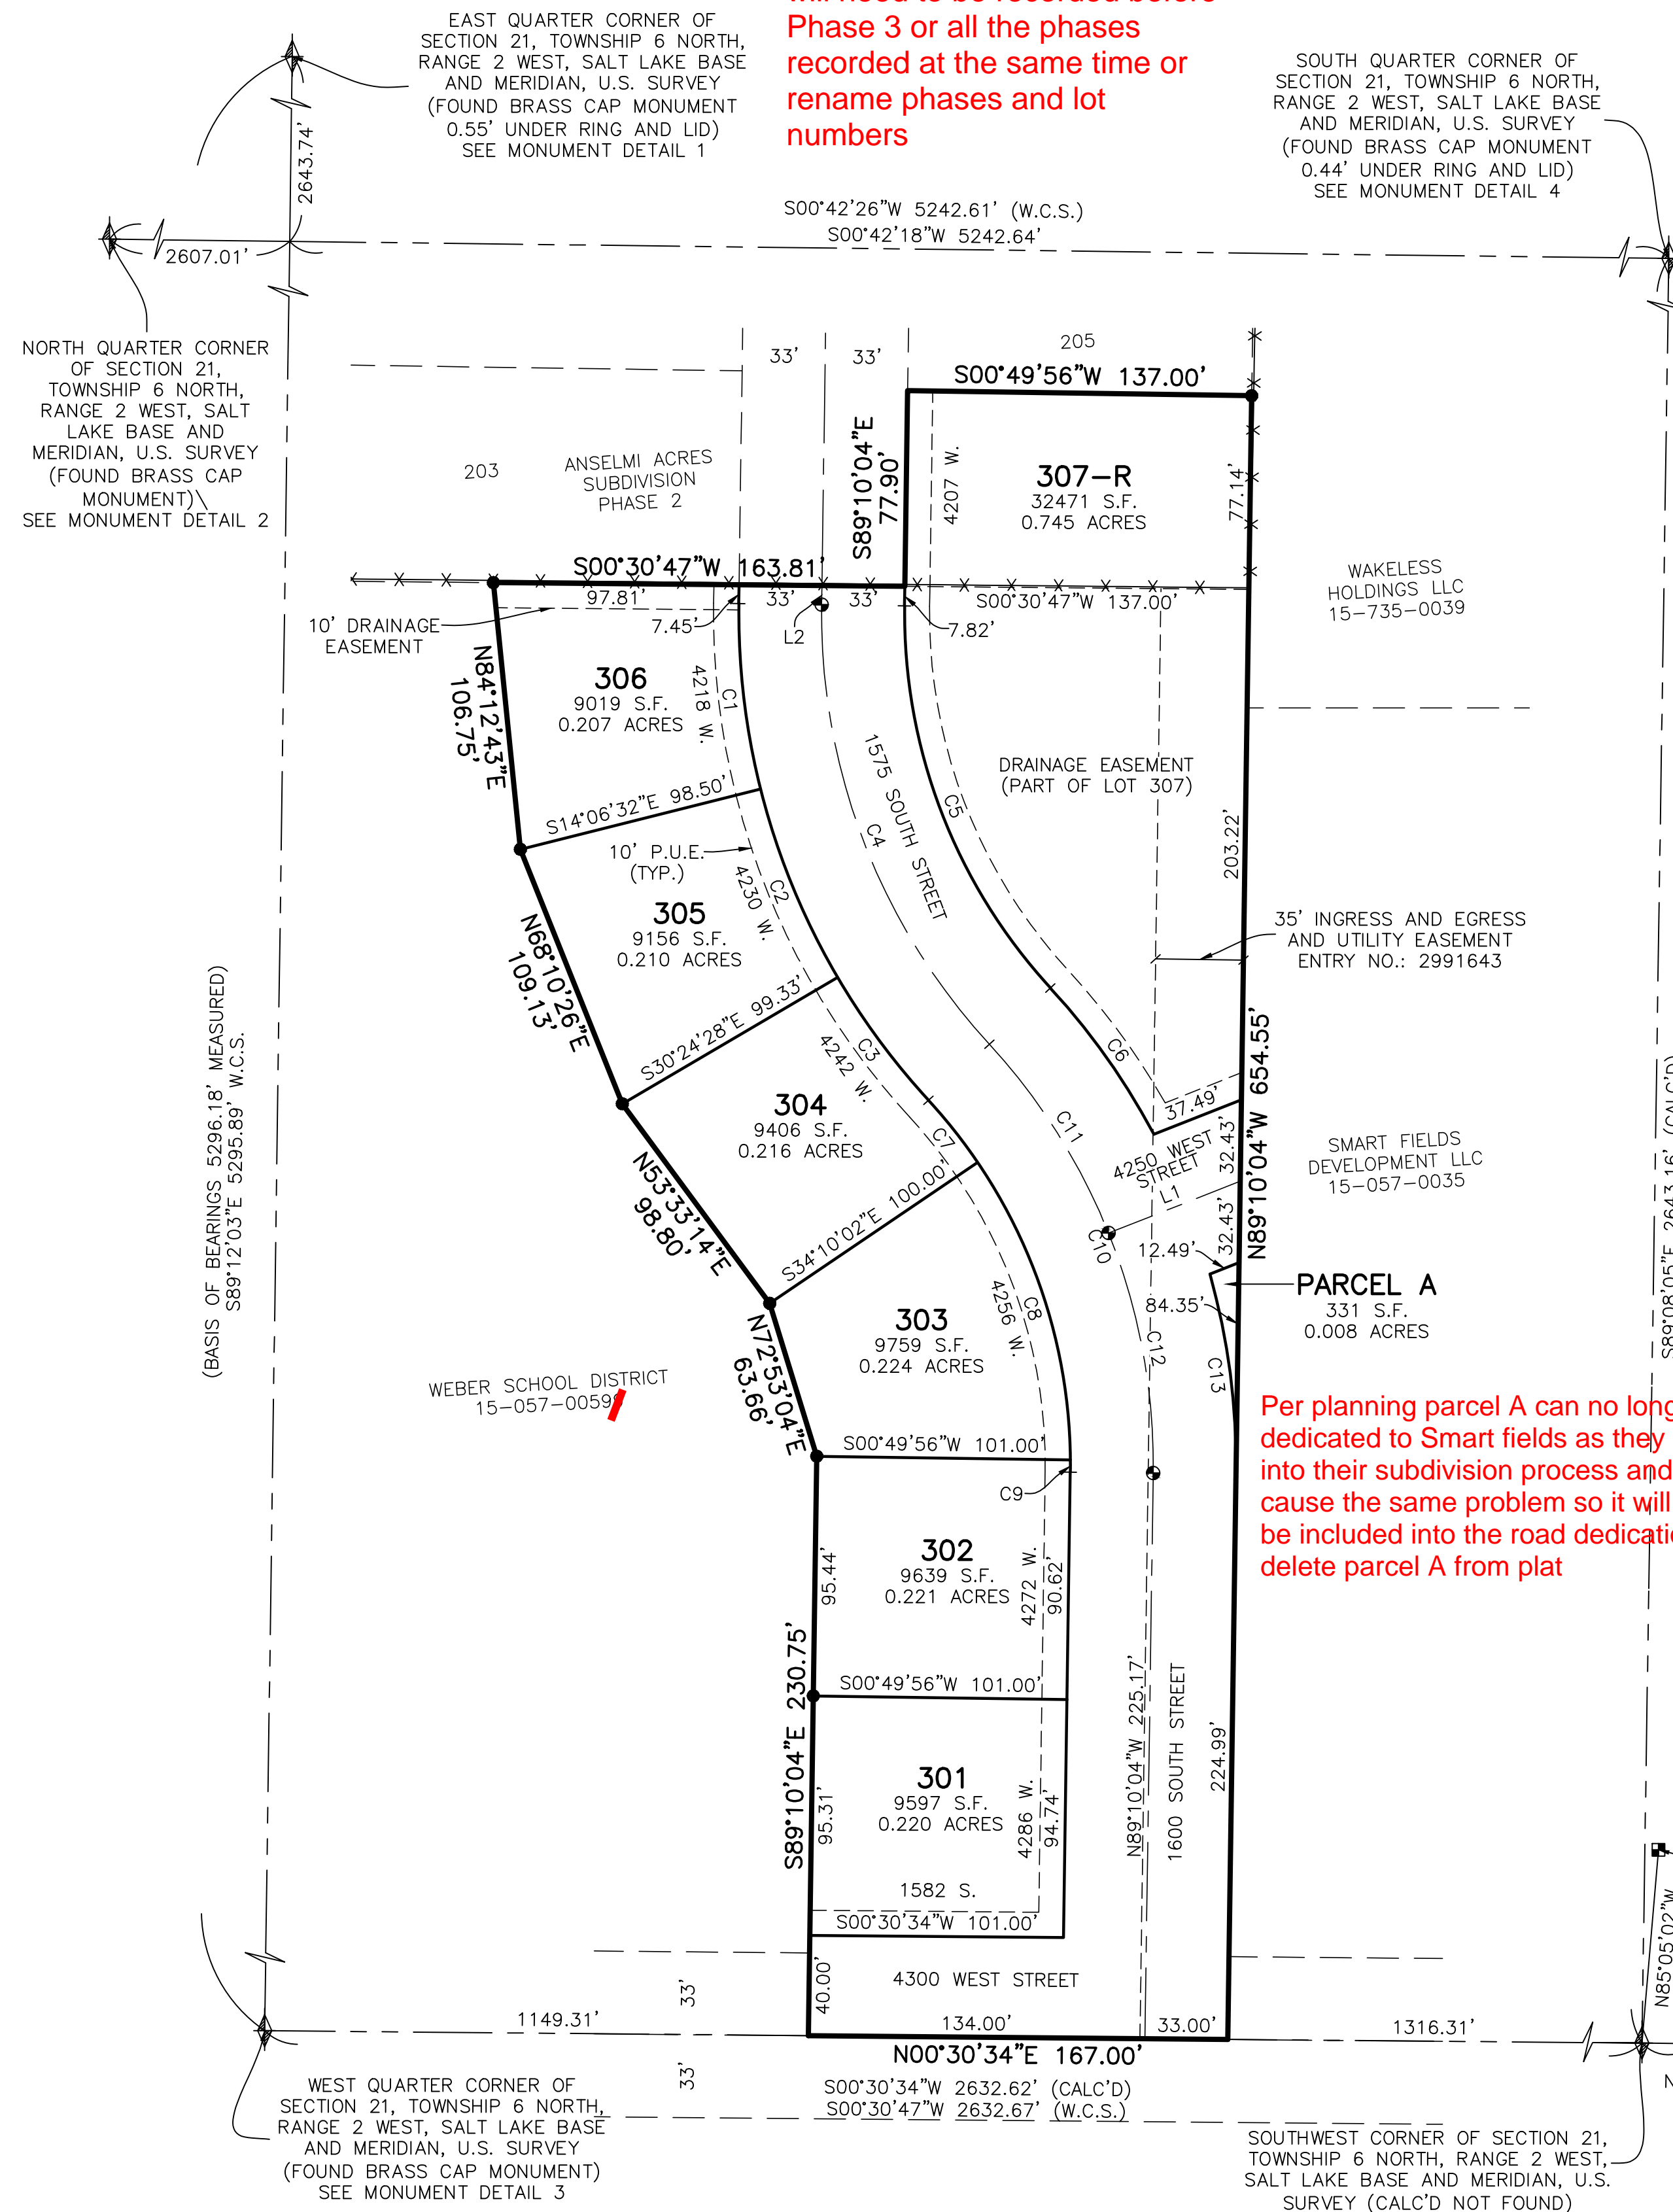 EAST QUARTER CORNER OF
SECTION 21, TOWNSHIP 6 NORTH,
RANGE 2 WEST, SALT LAKE BASE
AND MERIDIAN, U.S. SURVEY
(FOUND BRASS CAP MONUMENT
0.55' UNDER RING AND LID)
SEE MONUMENT DETAIL 1
will need to be recorded before
Phase 3 or all the phases
recorded at the same time or
rename phases and lot
numbers
SOUTH QUARTER CORNER OF
SECTION 21, TOWNSHIP 6 NORTH,
RANGE 2 WEST, SALT LAKE BASE
AND MERIDIAN, U.S. SURVEY
(FOUND BRASS CAP MONUMENT
0.44' UNDER RING AND LID)
SEE MONUMENT DETAIL 4
2643.74'
2607.01'
S00°42'26"W 5242.61' (W.C.S.)
S00°42'18"W 5242.64'
NORTH QUARTER CORNER
OF SECTION 21,
TOWNSHIP 6 NORTH,
RANGE 2 WEST, SALT
LAKE BASE AND
MERIDIAN, U.S. SURVEY
(FOUND BRASS CAP
MONUMENT)\
SEE MONUMENT DETAIL 2
33'
33'
205
S00°49'56"W 137.00'
203
ANSELMI ACRES
SUBDIVISION
PHASE 2
S89°10'04"E
77.90'
4207 W.
307-R
32471 S.F.
0.745 ACRES
77.14'
WAKELESS
HOLDINGS LLC
15-735-0039
S00°30'47"W 163.81'
97.81'
33'
33'
S00°30'47"W 137.00'
10' DRAINAGE
EASEMENT
7.45'
L2
7.82'
N84°12'43"E
106.75'
306
9019 S.F.
0.207 ACRES
4218 W.
C1
1575 SOUTH STREET
C4
C5
DRAINAGE EASEMENT
(PART OF LOT 307)
203.22'
S14°06'32"E 98.50'
10' P.U.E.
(TYP.)
4230 W.
C2
N68°10'26"E
109.13'
305
9156 S.F.
0.210 ACRES
35' INGRESS AND EGRESS
AND UTILITY EASEMENT
ENTRY NO.: 2991643
(BASIS OF BEARINGS 5296.18' MEASURED)
S89°12'03"E 5295.89' W.C.S.
S30°24'28"E 99.33'
4242 W.
C3
C6
N89°10'04"W 654.55'
304
9406 S.F.
0.216 ACRES
C7
C11
37.49'
4250 WEST
STREET
L1
32.43'
32.43'
SMART FIELDS
DEVELOPMENT LLC
15-057-0035
S89°08'05"E 2643.16' (CALC'D)
N53°33'14"E
98.80'
S34°10'02"E 100.00'
C10
12.49'
PARCEL A
331 S.F.
0.008 ACRES
84.35'
C13
C12
4256 W.
C8
303
9759 S.F.
0.224 ACRES
N72°53'04"E
63.66'
WEBER SCHOOL DISTRICT
Per planning parcel A can no long
dedicated to Smart fields as they
into their subdivision process and
cause the same problem so it will
be included into the road dedicati
delete parcel A from plat
S00°49'56"W 101.00'
C9
302
9639 S.F.
0.221 ACRES
95.44'
4272 W.
90.62'
S00°49'56"W 101.00'
S89°10'04"E 230.75'
N89°10'04"W 225.17'
1600 SOUTH STREET
224.99'
301
9597 S.F.
0.220 ACRES
95.31'
4286 W.
94.74'
1582 S.
S00°30'34"W 101.00'
N85°05'02"W
40.00'
4300 WEST STREET
33'
1149.31'
134.00'
33.00'
1316.31'
N00°30'34"E 167.00'
33'
S00°30'34"W 2632.62' (CALC'D)
S00°30'47"W 2632.67' (W.C.S.)
WEST QUARTER CORNER OF
SECTION 21, TOWNSHIP 6 NORTH,
RANGE 2 WEST, SALT LAKE BASE
AND MERIDIAN, U.S. SURVEY
(FOUND BRASS CAP MONUMENT)
SEE MONUMENT DETAIL 3
SOUTHWEST CORNER OF SECTION 21,
TOWNSHIP 6 NORTH, RANGE 2 WEST,
SALT LAKE BASE AND MERIDIAN, U.S.
SURVEY (CALC'D NOT FOUND)